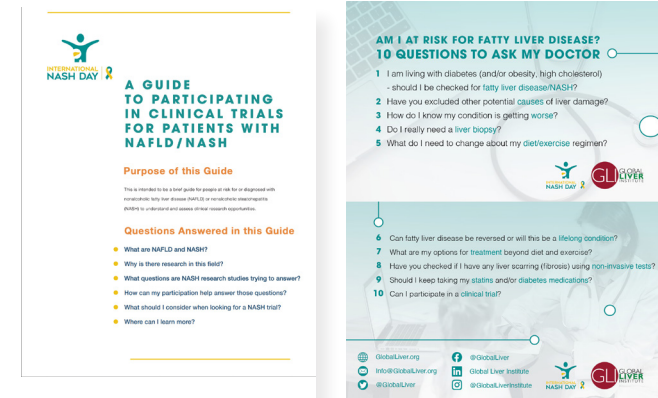 INTERNATIONAL
NASH DAY
A GUIDE
TO PARTICIPATING
IN CLINICAL TRIALS
FOR PATIENTS WITH
NAFLD/NASH
Purpose of this Guide
This is intended to be a brief guide for people at risk for or diagnosed with
nonalcoholic fatty liver disease (NAFLD) or nonalcoholic steatohepatitis
(NASH) to understand and assess clinical research opportunities.
Questions Answered in this Guide
What are NAFLD and NASH?
Why is there research in this field?
What questions are NASH research studies trying to answer?
How can my participation help answer those questions?
What should I consider when looking for a NASH trial?
Where can I learn more?
AM I AT RISK FOR FATTY LIVER DISEASE?
10 QUESTIONS TO ASK MY DOCTOR
1 I am living with diabetes (and/or obesity, high cholesterol)
- should I be checked for fatty liver disease/NASH?
2 Have you excluded other potential causes of liver damage?
3 How do I know my condition is getting worse?
4 Do I really need a liver biopsy?
5 What do I need to change about my diet/exercise regimen?
INTERNATIONAL
NASH DAY
GLI GLOBAL
LIVER
INSTITUTE
6 Can fatty liver disease be reversed or will this be a lifelong condition?
7 What are my options for treatment beyond diet and exercise?
8 Have you checked if I have any liver scarring (fibrosis) using non-invasive tests?
9 Should I keep taking my statins and/or diabetes medications?
10 Can I participate in a clinical trial?
GlobalLiver.org
@GlobalLiver
Info@GlobalLiver.org
Global Liver Institute
@GlobalLiver
@GlobalLiverInstitute
INTERNATIONAL
NASH DAY
GLI GLOBAL
LIVER
INSTITUTE